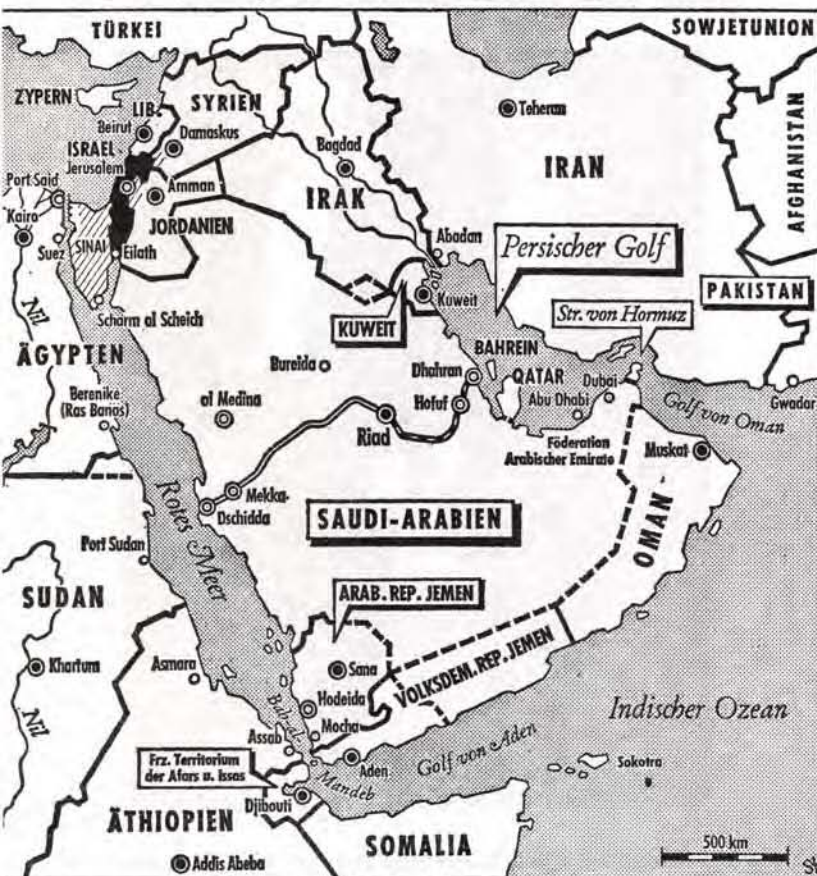 TÜRKEI
SOWJETUNION
ZYPERN
LIB.
SYRIEN
Teheran
AFGHANISTAN
Beirut
Damaskus
Bagdad
IRAN
ISRAEL
Jerusalem
Port Said
Amman
IRAK
Kairo
JORDANIEN
Abadan
Persischer Golf
SINAI
Suez
Eilath
PAKISTAN
Nil
Scharm al Scheich
KUWEIT
Kuweit
Str. von Hormuz
ÄGYPTEN
BAHREIN
Bureida
Dhahran
QATAR
Dubai
Berenike
(Ras Banas)
al Medina
Hofuf
Abu Dhabi
Golf von Oman
Gwadar
Riad
Föderation
Arabischer Emirate
Muskat
Rotes Meer
Mekka
Dschidda
SAUDI-ARABIEN
OMAN
Port Sudan
ARAB. REP. JEMEN
SUDAN
Khartum
Asmara
Sana
VOLKSDEM. REP. JEMEN
Hodeida
Indischer Ozean
Nil
Bab-al-
Mandeb
Mocha
Assab
Frz. Territorium
der Afars u. Issas
Aden
Golf von Aden
Sokotra
Djibouti
ÄTHIOPIEN
SOMALIA
500 km
Addis Abeba